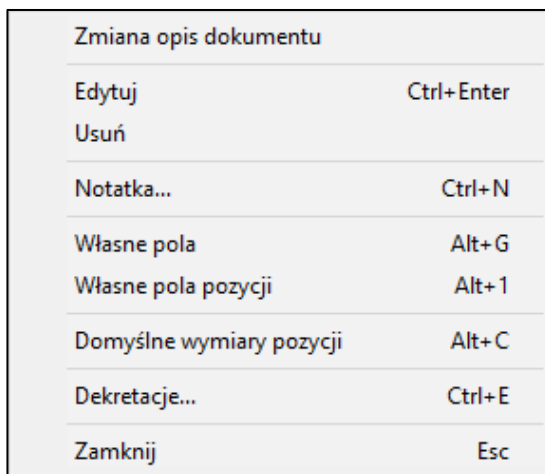 Zmiana opis dokumentu
Edytuj Ctrl+Enter
Usuń
Notatka... Ctrl+N
Własne pola Alt+G
Własne pola pozycji Alt+1
Domyślne wymiary pozycji Alt+C
Dekretacje... Ctrl+E
Zamknij Esc